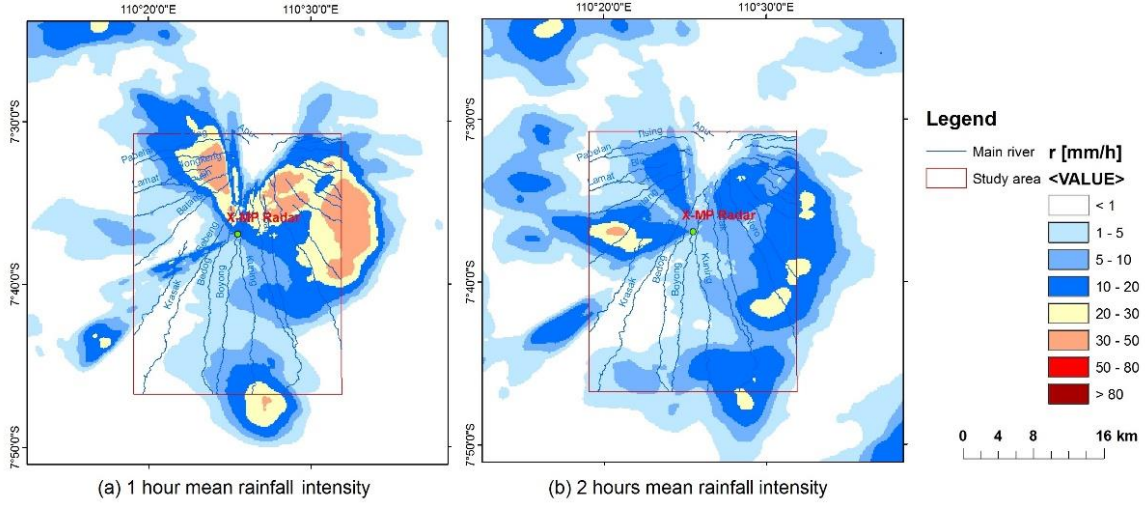 110°20'0"E 110°30'0"E
110°20'0"E 110°30'0"E
7°30'0"S
7°40'0"S
7°50'0"S
7°30'0"S
7°40'0"S
7°50'0"S
Apu
Pabelan
Lamat
X-MP Radar
Krasak
Bedog
Boyong
Kuning
Tlsing
Apu
Pabelan
Lamat
X-MP Radar
Krasak
Bedog
Boyong
Kuning
Legend
Main river
Study area
r [mm/h]
<VALUE>
< 1
1 - 5
5 - 10
10 - 20
20 - 30
30 - 50
50 - 80
> 80
0 4 8 16 km
(a) 1 hour mean rainfall intensity
(b) 2 hours mean rainfall intensity